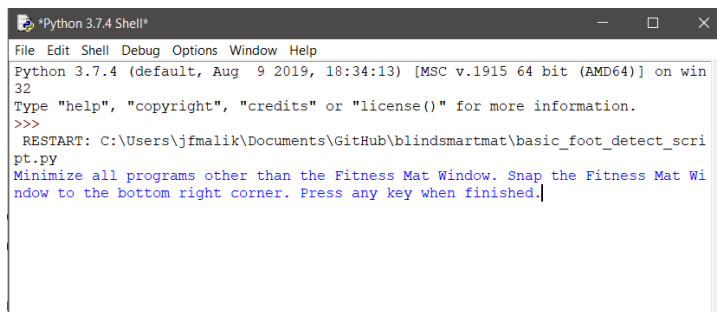 *Python 3.7.4 Shell*
File Edit Shell Debug Options Window Help
Python 3.7.4 (default, Aug  9 2019, 18:34:13) [MSC v.1915 64 bit (AMD64)] on win
32
Type "help", "copyright", "credits" or "license()" for more information.
>>>
 RESTART: C:\Users\jfmalik\Documents\GitHub\blindsmartmat\basic_foot_detect_scri
pt.py
Minimize all programs other than the Fitness Mat Window. Snap the Fitness Mat Wi
ndow to the bottom right corner. Press any key when finished.